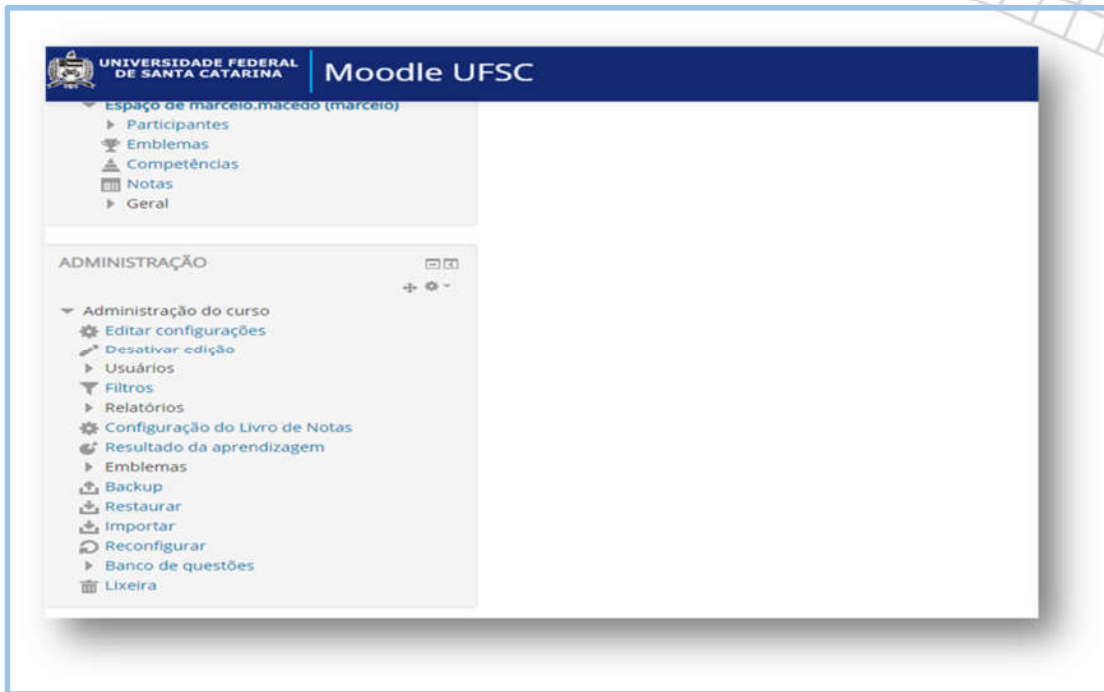 UNIVERSIDADE FEDERAL
DE SANTA CATARINA
Moodle UFSC
Espaço de marcelo.macedo (marcelo)
Participantes
Emblemas
Competências
Notas
Geral
ADMINISTRAÇÃO
Administração do curso
Editar configurações
Desativar edição
Usuários
Filtros
Relatórios
Configuração do Livro de Notas
Resultado da aprendizagem
Emblemas
Backup
Restaurar
Importar
Reconfigurar
Banco de questões
Lixeira